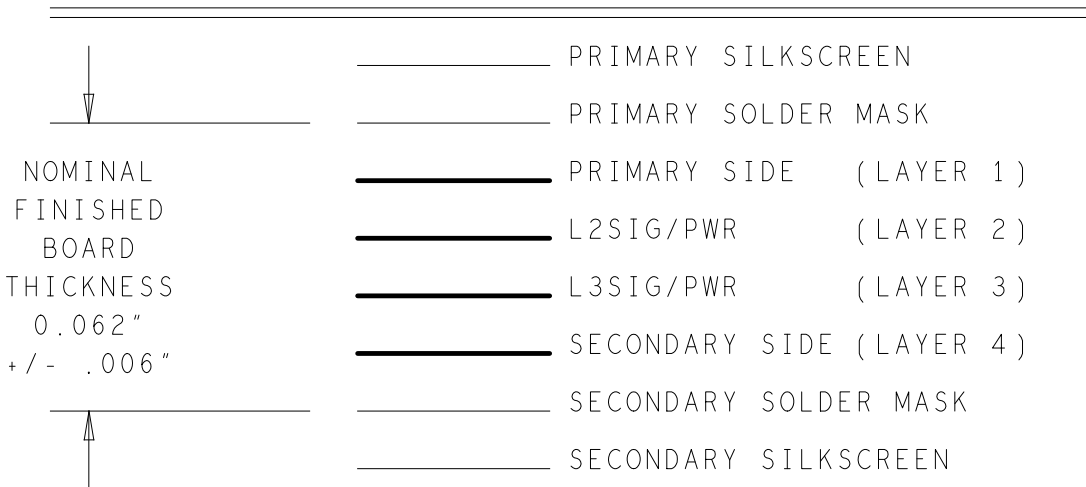 PRIMARY SILKSCREEN
PRIMARY SOLDER MASK
NOMINAL
FINISHED
BOARD
THICKNESS
0.062"
+/- .006"
PRIMARY SIDE (LAYER 1)
L2SIG/PWR (LAYER 2)
L3SIG/PWR (LAYER 3)
SECONDARY SIDE (LAYER 4)
SECONDARY SOLDER MASK
SECONDARY SILKSCREEN